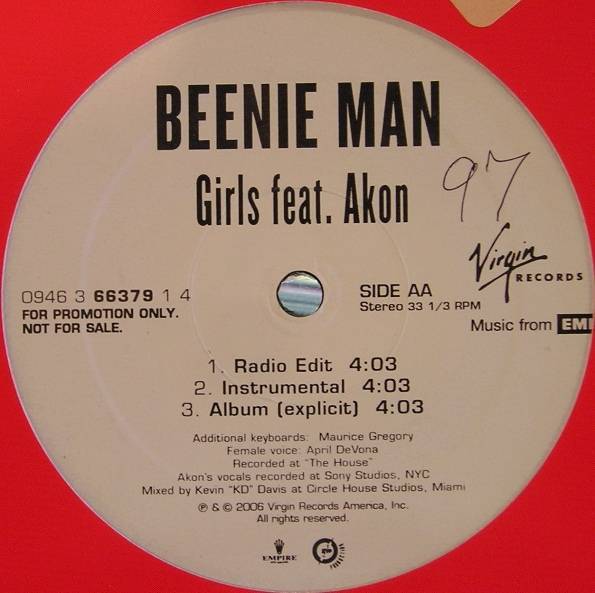 BEENIE MAN
Girls feat. Akon
97
Virgin
RECORDS
0946 3 66379 1 4
FOR PROMOTION ONLY.
NOT FOR SALE.
SIDE AA
Stereo 33 1/3 RPM
Music from EMI
1. Radio Edit 4:03
2. Instrumental 4:03
3. Album (explicit) 4:03
Additional keyboards: Maurice Gregory
Female voice: April DeVona
Recorded at "The House"
Akon's vocals recorded at Sony Studios, NYC
Mixed by Kevin "KD" Davis at Circle House Studios, Miami
℗ & © 2006 Virgin Records America, Inc.
All rights reserved.
EMPIRE